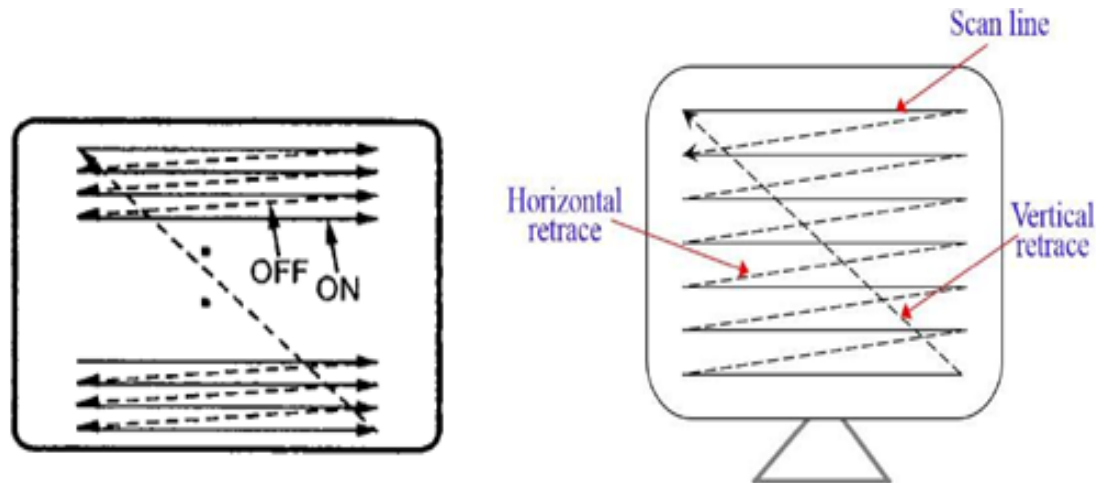 OFF
ON
Scan line
Horizontal
retrace
Vertical
retrace